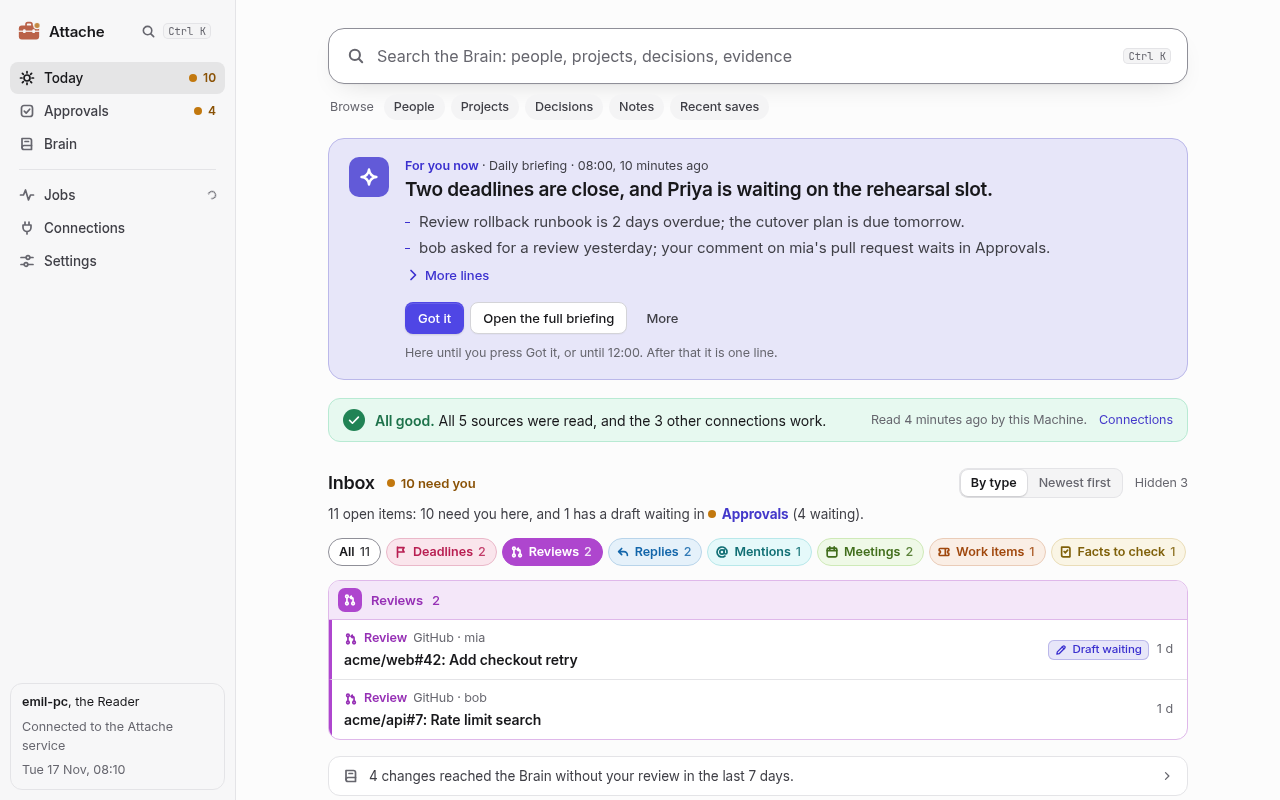 Attache
Ctrl K
Today 10
Approvals 4
Brain
Jobs
Connections
Settings
emil-pc, the Reader
Connected to the Attache
service
Tue 17 Nov, 08:10
Search the Brain: people, projects, decisions, evidence
Ctrl K
Browse People Projects Decisions Notes Recent saves
For you now · Daily briefing · 08:00, 10 minutes ago
Two deadlines are close, and Priya is waiting on the rehearsal slot.
- Review rollback runbook is 2 days overdue; the cutover plan is due tomorrow.
- bob asked for a review yesterday; your comment on mia's pull request waits in Approvals.
More lines
Got it Open the full briefing More
Here until you press Got it, or until 12:00. After that it is one line.
All good. All 5 sources were read, and the 3 other connections work. Read 4 minutes ago by this Machine. Connections
Inbox 10 need you By type Newest first Hidden 3
11 open items: 10 need you here, and 1 has a draft waiting in Approvals (4 waiting).
All 11 Deadlines 2 Reviews 2 Replies 2 Mentions 1 Meetings 2 Work items 1 Facts to check 1
Reviews 2
Review GitHub · mia
acme/web#42: Add checkout retry
Draft waiting 1 d
Review GitHub · bob
acme/api#7: Rate limit search
1 d
4 changes reached the Brain without your review in the last 7 days.